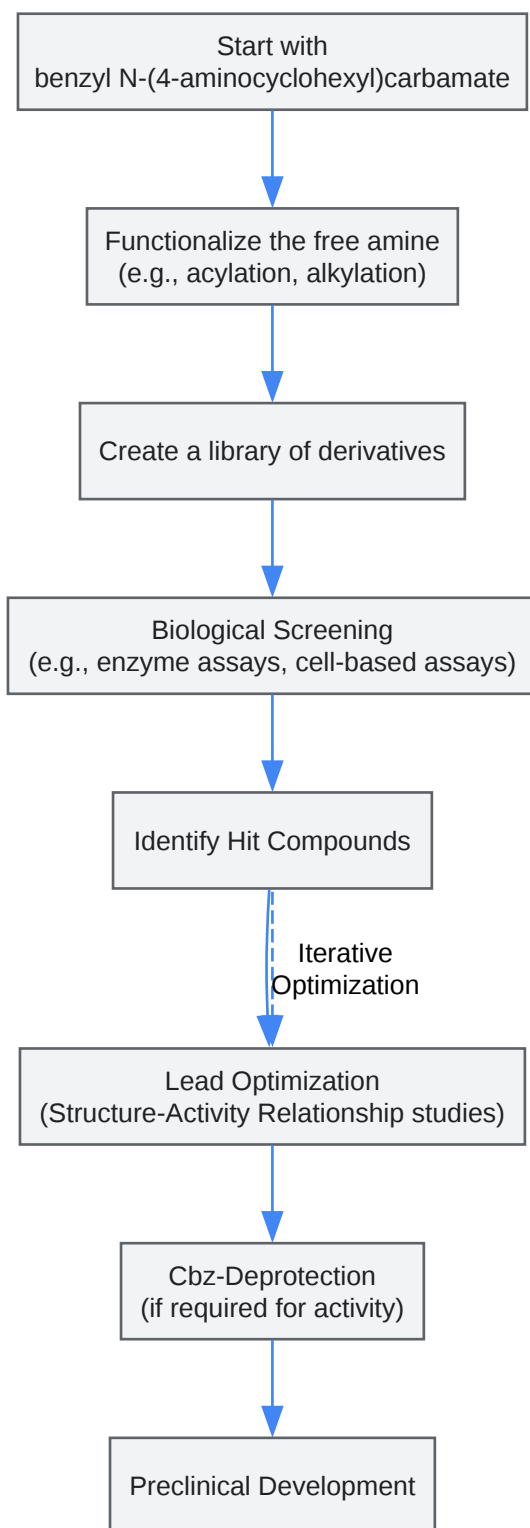 Start with
benzyl N-(4-aminocyclohexyl)carbamate
Functionalize the free amine
(e.g., acylation, alkylation)
Create a library of derivatives
Biological Screening
(e.g., enzyme assays, cell-based assays)
Identify Hit Compounds
Iterative
Optimization
Lead Optimization
(Structure-Activity Relationship studies)
Cbz-Deprotection
(if required for activity)
Preclinical Development